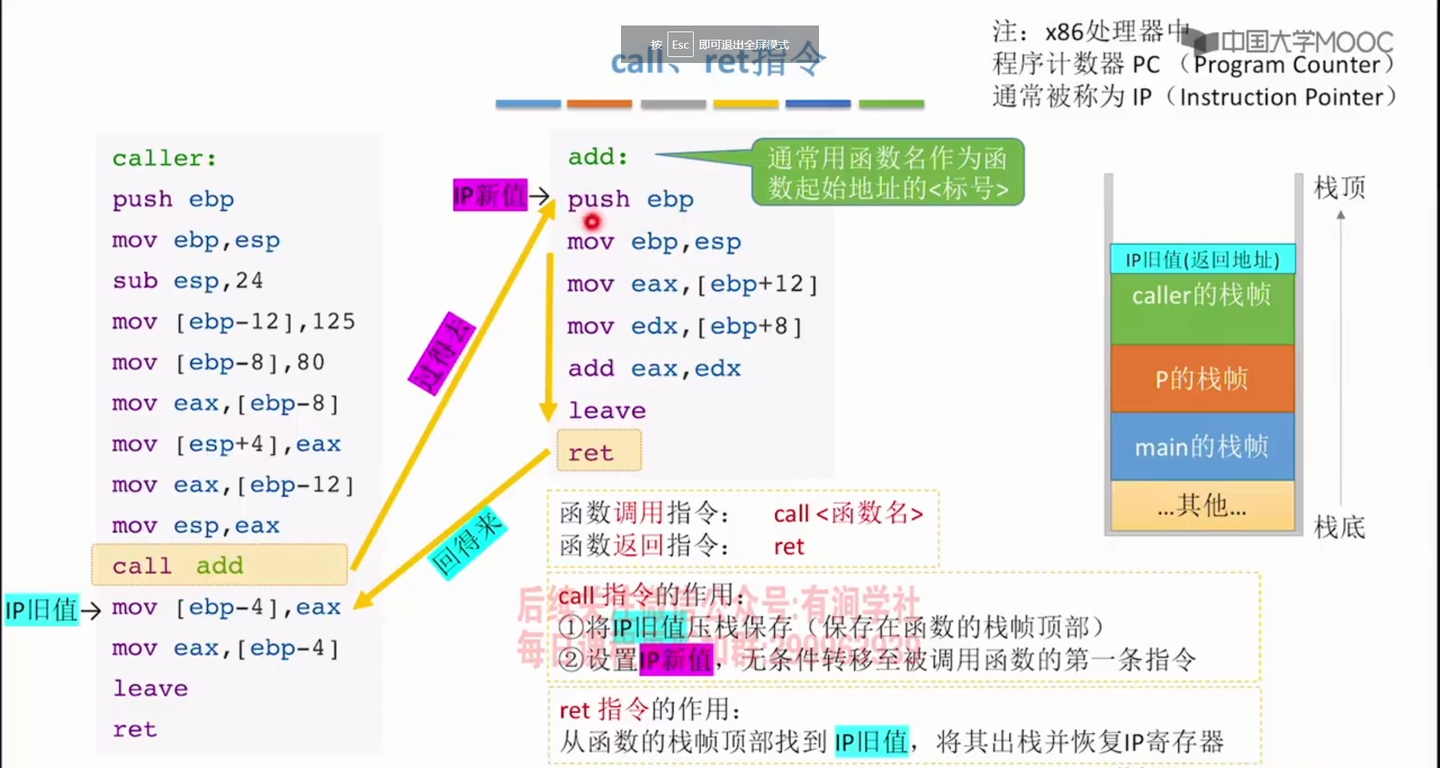 按 Esc 即可退出全屏模式
call、ret指令
注：x86处理器中
中国大学MOOC
程序计数器 PC（Program Counter）
通常被称为 IP（Instruction Pointer）
caller:
push ebp
mov ebp,esp
sub esp,24
mov [ebp-12],125
mov [ebp-8],80
mov eax,[ebp-8]
mov [esp+4],eax
mov eax,[ebp-12]
mov esp,eax
call add
IP旧值→
mov [ebp-4],eax
mov eax,[ebp-4]
leave
ret
过得去
回得来
add:
通常用函数名作为函
数起始地址的<标号>
IP新值→
push ebp
mov ebp,esp
mov eax,[ebp+12]
mov edx,[ebp+8]
add eax,edx
leave
ret
栈顶
IP旧值(返回地址)
caller的栈帧
P的栈帧
main的栈帧
…其他…
栈底
函数调用指令： call <函数名>
函数返回指令： ret
call 指令的作用：
①将IP旧值压栈保存（保存在函数的栈帧顶部）
②设置IP新值，无条件转移至被调用函数的第一条指令
ret 指令的作用：
从函数的栈帧顶部找到 IP旧值，将其出栈并恢复IP寄存器